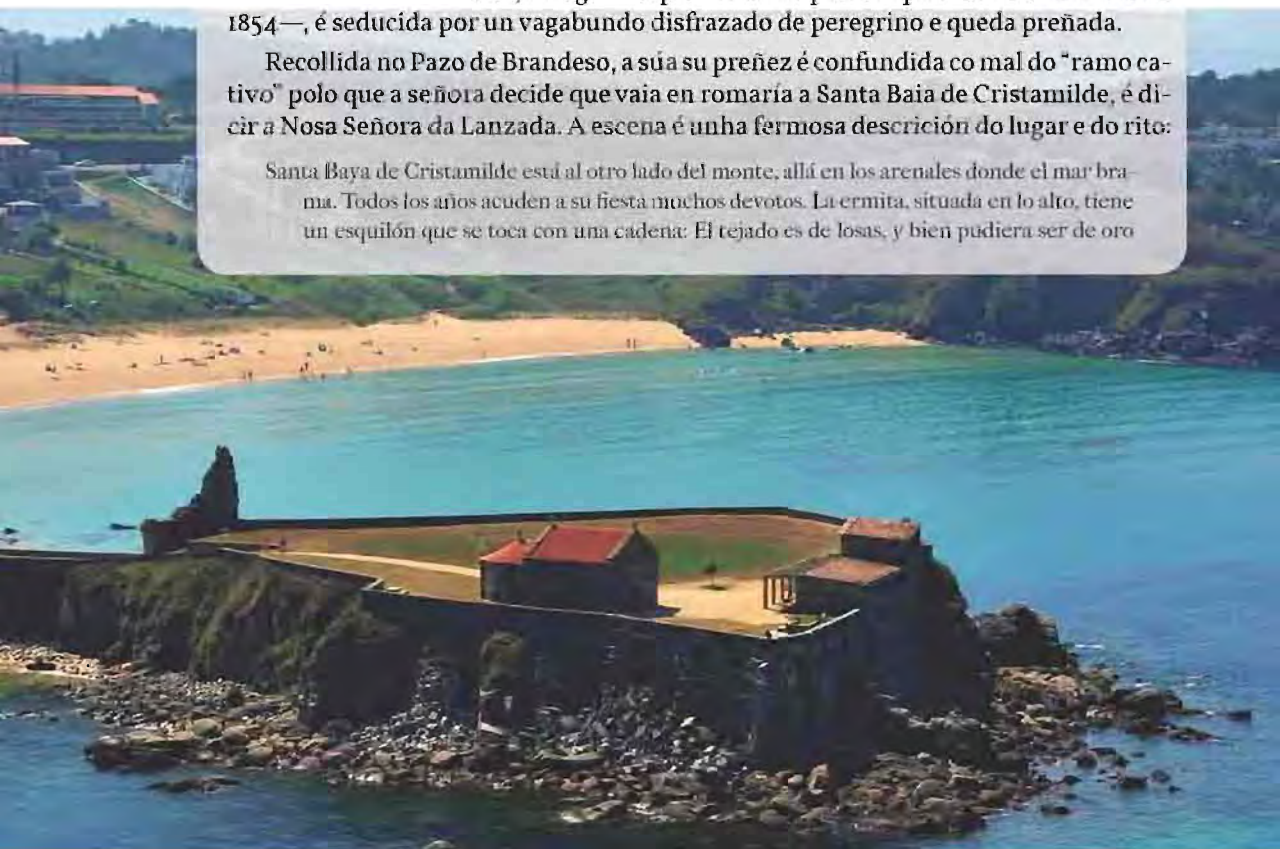 1854—, é seducida por un vagabundo disfrazado de peregrino e queda preñada.
Recollida no Pazo de Brandeso, a súa su preñez é confundida co mal do “ramo ca-
tivo” polo que a señora decide que vaia en romaría a Santa Baia de Cristamilde, é di-
cir a Nosa Señora da Lanzada. A escena é unha fermosa descrición do lugar e do rito:
Santa Baya de Cristamilde está al otro lado del monte, allá en los arenales donde el mar bra-
ma. Todos los años acuden a su fiesta muchos devotos. La ermita, situada en lo alto, tiene
un esquilón que se toca con una cadena: El tejado es de losas, y bien pudiera ser de oro